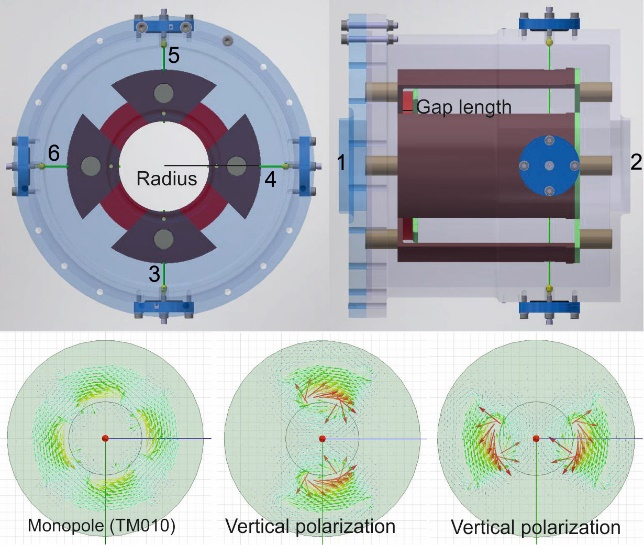 5
6
Radius
4
3
Gap length
1
2
Monopole (TM010)
Vertical polarization
Vertical polarization